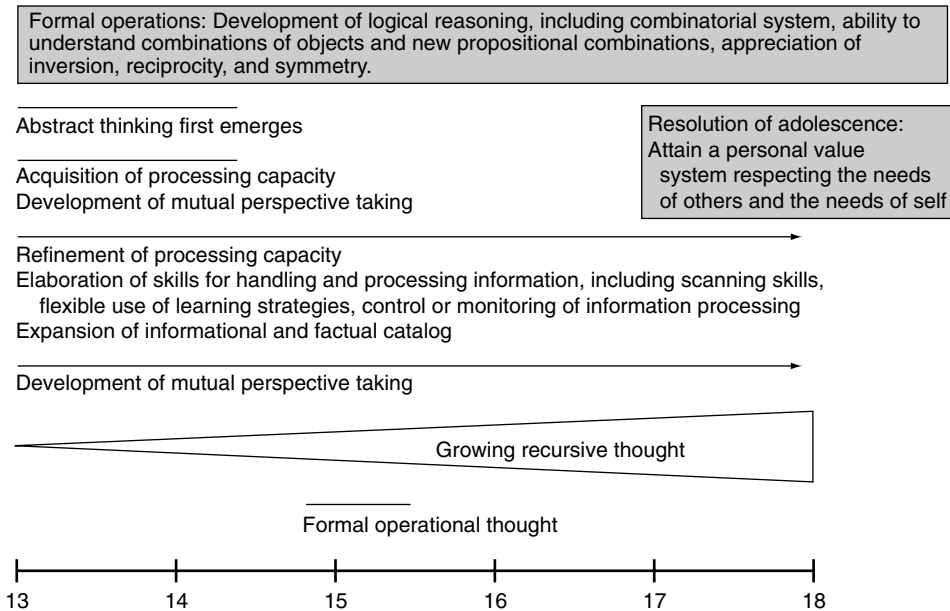 Formal operations: Development of logical reasoning, including combinatorial system, ability to
understand combinations of objects and new propositional combinations, appreciation of
inversion, reciprocity, and symmetry.
Abstract thinking first emerges
Resolution of adolescence:
Attain a personal value
system respecting the needs
of others and the needs of self
Acquisition of processing capacity
Development of mutual perspective taking
Refinement of processing capacity
Elaboration of skills for handling and processing information, including scanning skills,
flexible use of learning strategies, control or monitoring of information processing
Expansion of informational and factual catalog
Development of mutual perspective taking
Growing recursive thought
Formal operational thought
13 14 15 16 17 18